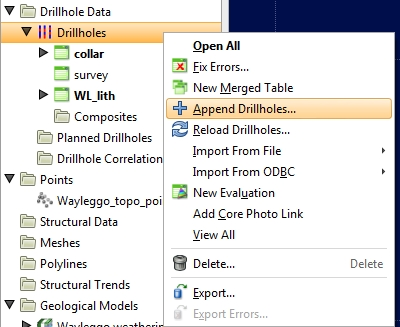 Drillhole Data
Drillholes
collar
survey
WL_lith
Composites
Planned Drillholes
Drillhole Correlation
Points
Wayleggo_topo_poi
Structural Data
Meshes
Polylines
Structural Trends
Geological Models
Wayleggo weatherin
Open All
Fix Errors...
New Merged Table
Append Drillholes...
Reload Drillholes...
Import From File
Import From ODBC
New Evaluation
Add Core Photo Link
View All
Delete... Delete
Export...
Export Errors...